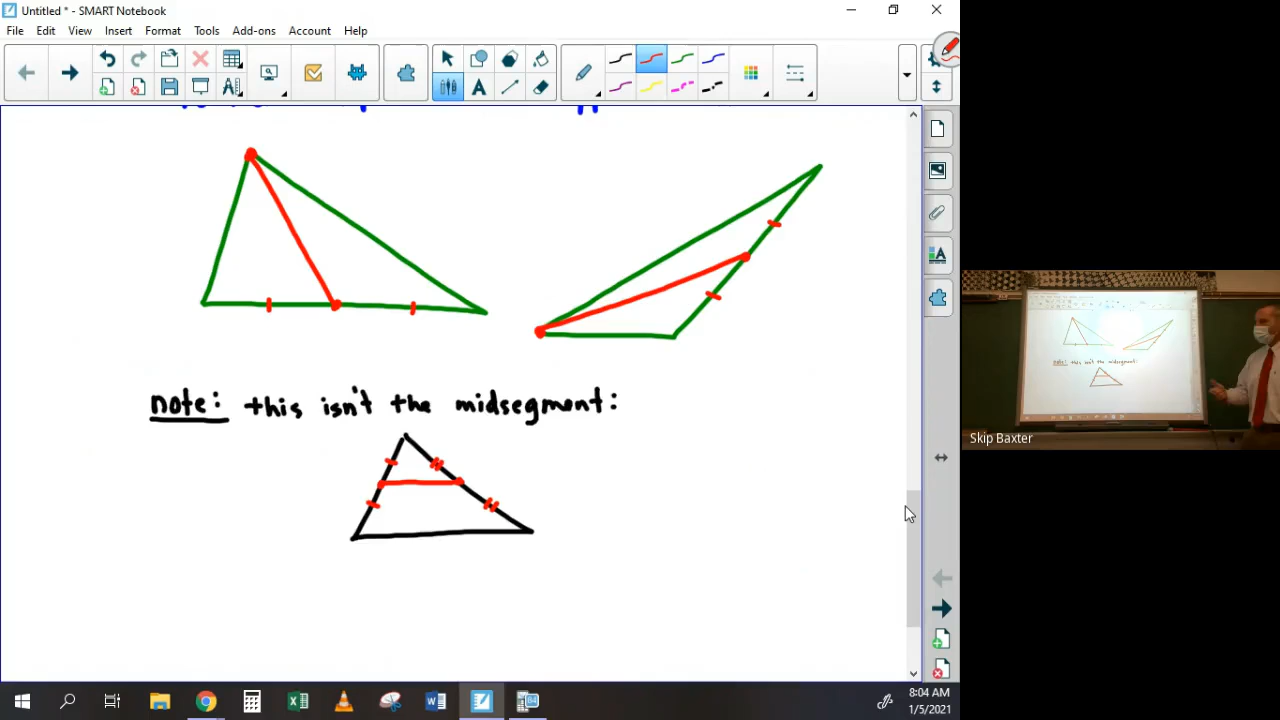 Untitled * - SMART Notebook
File Edit View Insert Format Tools Add-ons Account Help
note: this isn't the midsegment:
Skip Baxter
8:04 AM
1/5/2021